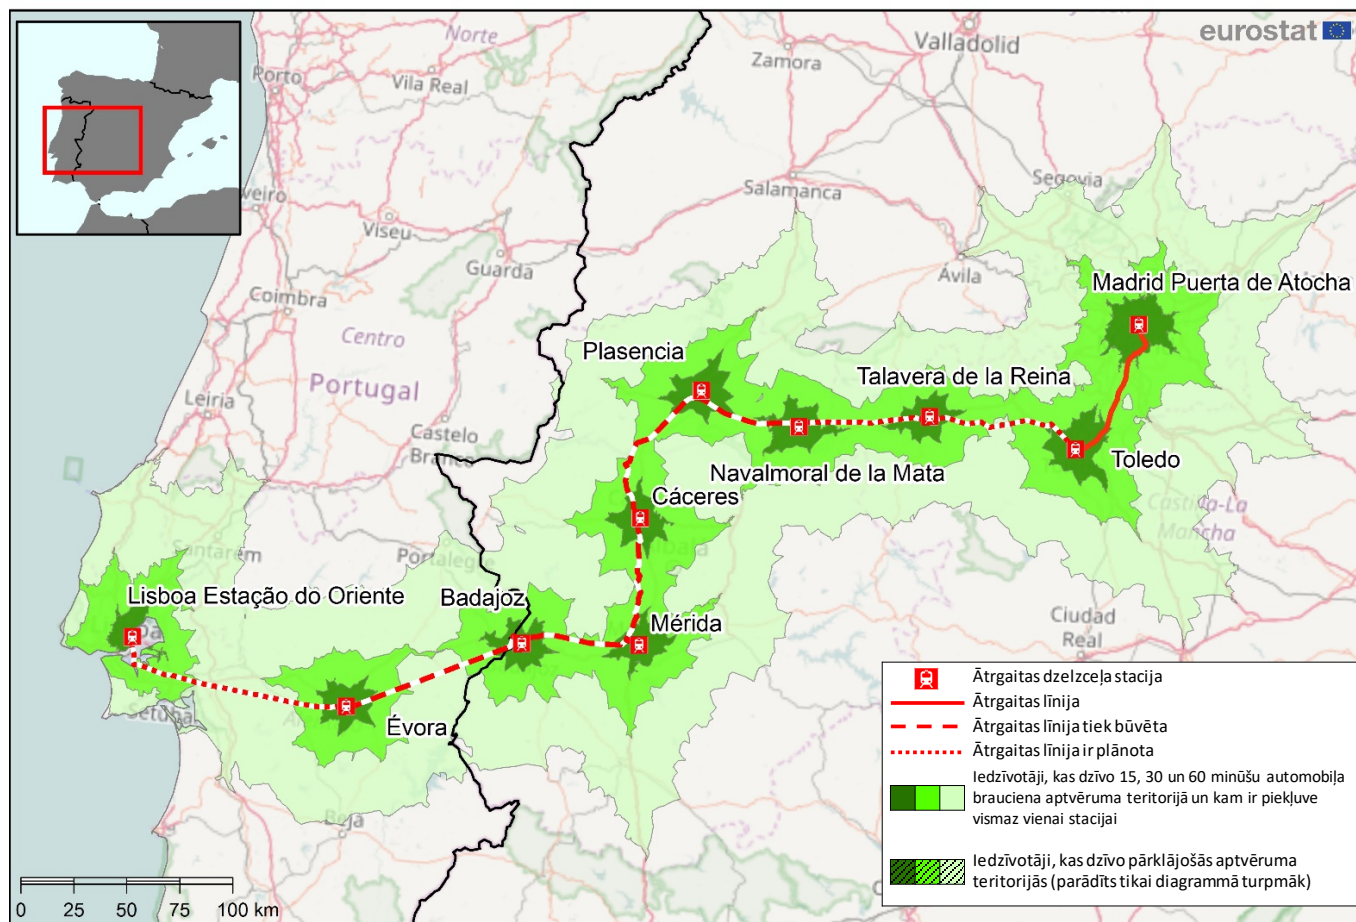 eurostat
Norte
Valladolid
Zamora
Porto
Vila Real
Salamanca
Segovia
Aveiro
Viseu
Guarda
Ávila
Coimbra
Madrid Puerta de Atocha
Centro
Plasencia
Portugal
Talavera de la Reina
Leiria
Castelo
Branco
Navalmoral de la Mata
Toledo
Cáceres
Castilla-La
Mancha
Santarém
Portalegre
Lisboa Estação do Oriente
Badajoz
Mérida
Ciudad
Real
Setúbal
Évora
Beja
Ātrgaitas dzelzceļa stacija
Ātrgaitas līnija
Ātrgaitas līnija tiek būvēta
Ātrgaitas līnija ir plānota
Iedzīvotāji, kas dzīvo 15, 30 un 60 minūšu automobiļa
brauciena aptvēruma teritorijā un kam ir piekļuve
vismaz vienai stacijai
Iedzīvotāji, kas dzīvo pārklājošās aptvēruma
teritorijās (parādīts tikai diagrammā turpmāk)
0 25 50 75 100 km